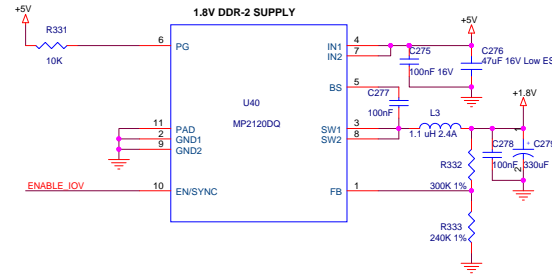 1.8V DDR-2 SUPPLY
+5V
R331
10K
6
PG
IN1
4
IN2
7
+5V
C275
100nF 16V
C276
47uF 16V Low ES
BS
5
C277
100nF
U40
MP2120DQ
+1.8V
L3
1.1 uH 2.4A
11
PAD
2
GND1
9
GND2
SW1
3
SW2
8
C278
100nF
C279
330uF
1
2
R332
300K 1%
ENABLE_IOV
10
EN/SYNC
FB
1
R333
240K 1%